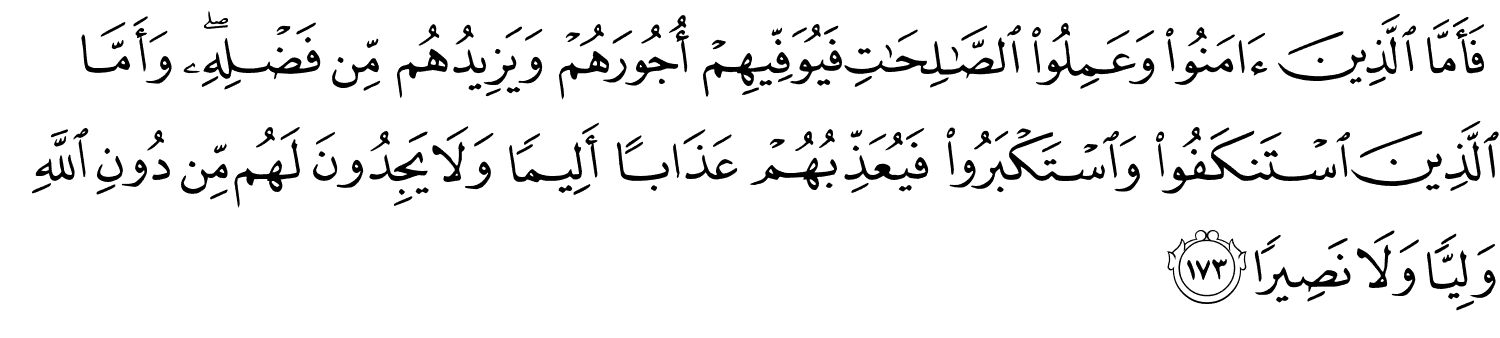 فَأَمَّا ٱلَّذِينَ ءَامَنُوا۟ وَعَمِلُوا۟ ٱلصَّـٰلِحَـٰتِ فَيُوَفِّيهِمْ أُجُورَهُمْ وَيَزِيدُهُم مِّن فَضْلِهِۦ ۖ وَأَمَّا
ٱلَّذِينَ ٱسْتَنكَفُوا۟ وَٱسْتَكْبَرُوا۟ فَيُعَذِّبُهُمْ عَذَابًا أَلِيمًا وَلَا يَجِدُونَ لَهُم مِّن دُونِ ٱللَّهِ
وَلِيًّا وَلَا نَصِيرًا ١٧٣